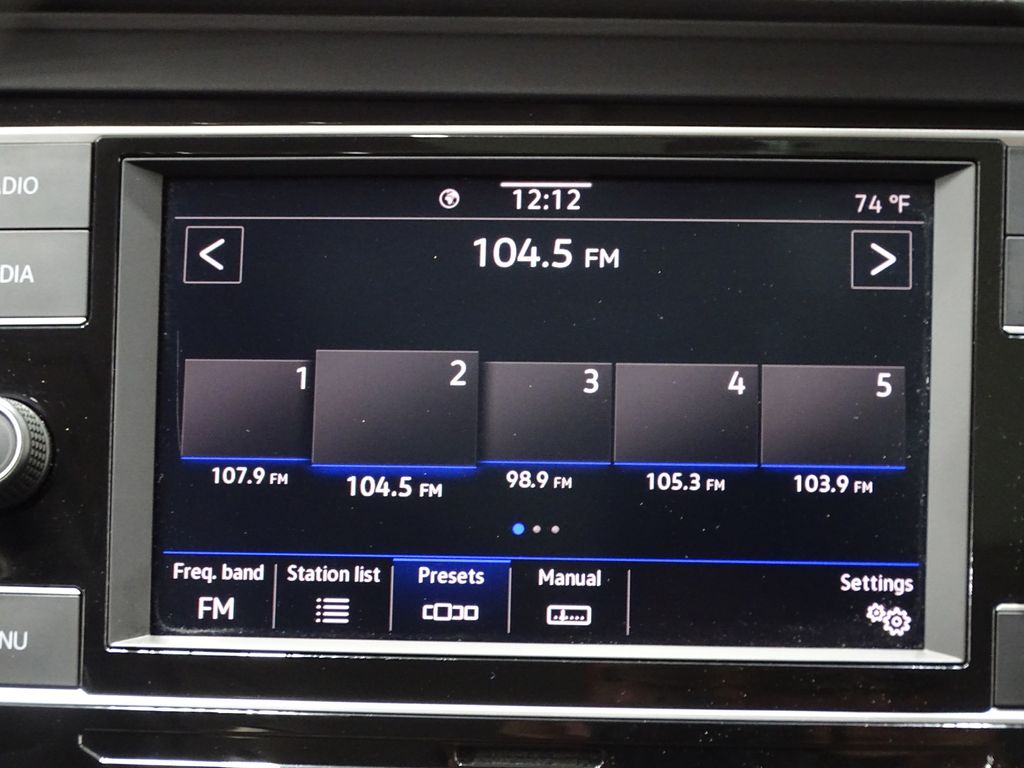 12:12
74 °F
104.5 FM
1
2
3
4
5
107.9 FM
104.5 FM
98.9 FM
105.3 FM
103.9 FM
Freq. band
FM
Station list
Presets
Manual
Settings
DIO
DIA
NU